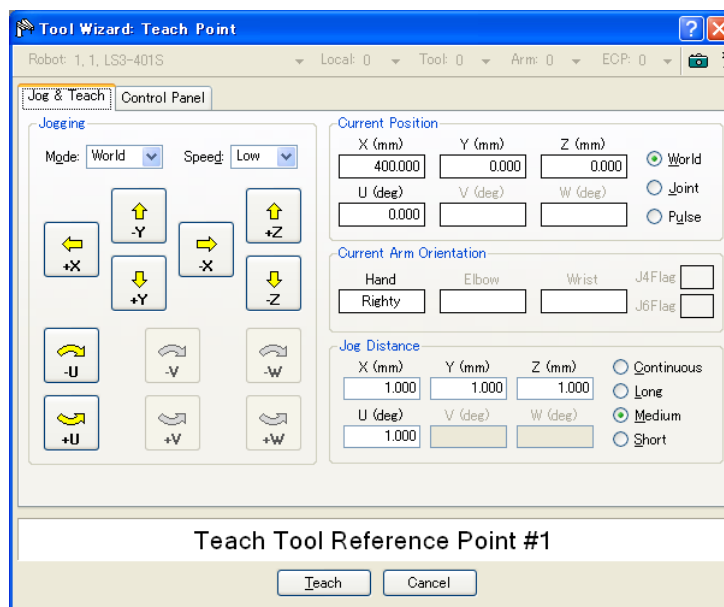 Tool Wizard: Teach Point
Robot: 1, 1, LS3-401S Local: 0 Tool: 0 Arm: 0 ECP: 0
Jog & Teach Control Panel
Jogging
Mode: World Speed: Low
-Y +Z
+X -X
+Y -Z
-U -V -W
+U +V +W
Current Position
X (mm) Y (mm) Z (mm)
400.000 0.000 0.000
U (deg) V (deg) W (deg)
0.000
World
Joint
Pulse
Current Arm Orientation
Hand Elbow Wrist J4Flag
Righty J6Flag
Jog Distance
X (mm) Y (mm) Z (mm)
1.000 1.000 1.000
U (deg) V (deg) W (deg)
1.000
Continuous
Long
Medium
Short
Teach Tool Reference Point #1
Teach Cancel